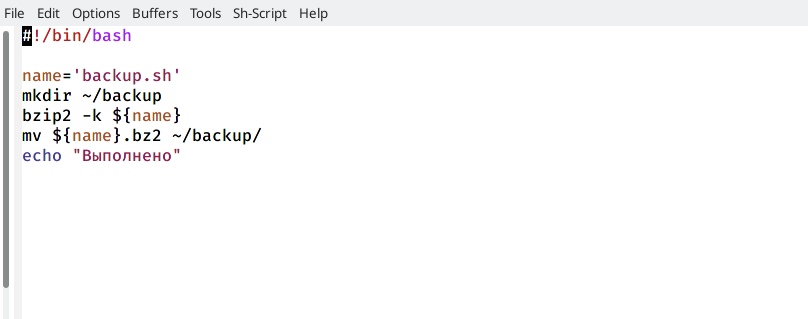 File Edit Options Buffers Tools Sh-Script Help
#!/bin/bash
name='backup.sh'
mkdir ~/backup
bzip2 -k ${name}
mv ${name}.bz2 ~/backup/
echo "Выполнено"